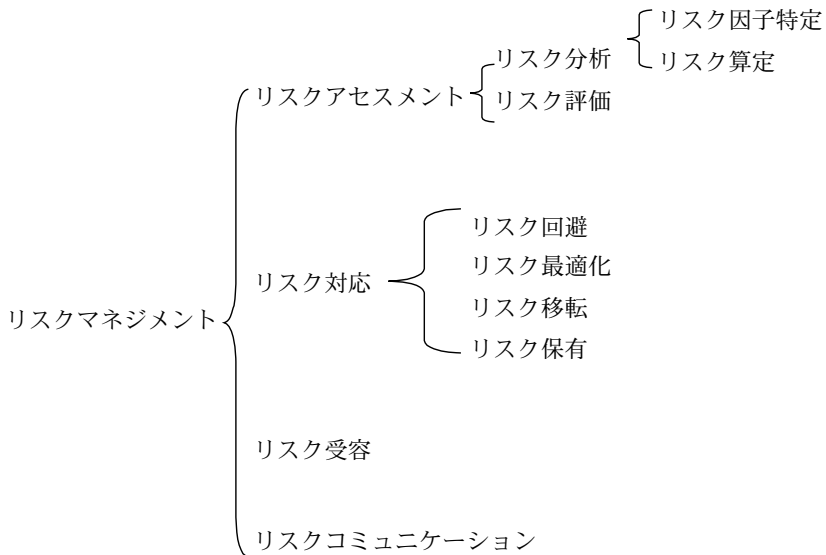 リスク因子特定
リスク分析
リスク算定
リスクアセスメント
リスク評価
リスク回避
リスク最適化
リスク対応
リスク移転
リスクマネジメント
リスク保有
リスク受容
リスクコミュニケーション